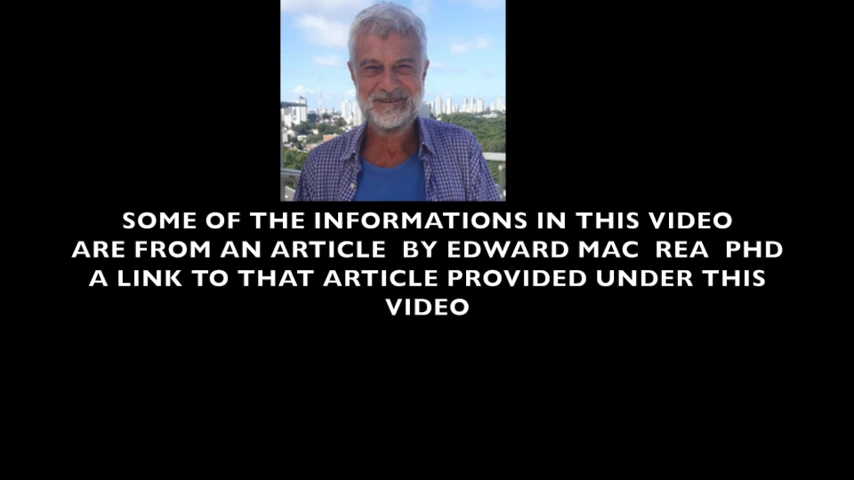 SOME OF THE INFORMATIONS IN THIS VIDEO
ARE FROM AN ARTICLE BY EDWARD MAC REA PHD
A LINK TO THAT ARTICLE PROVIDED UNDER THIS
VIDEO